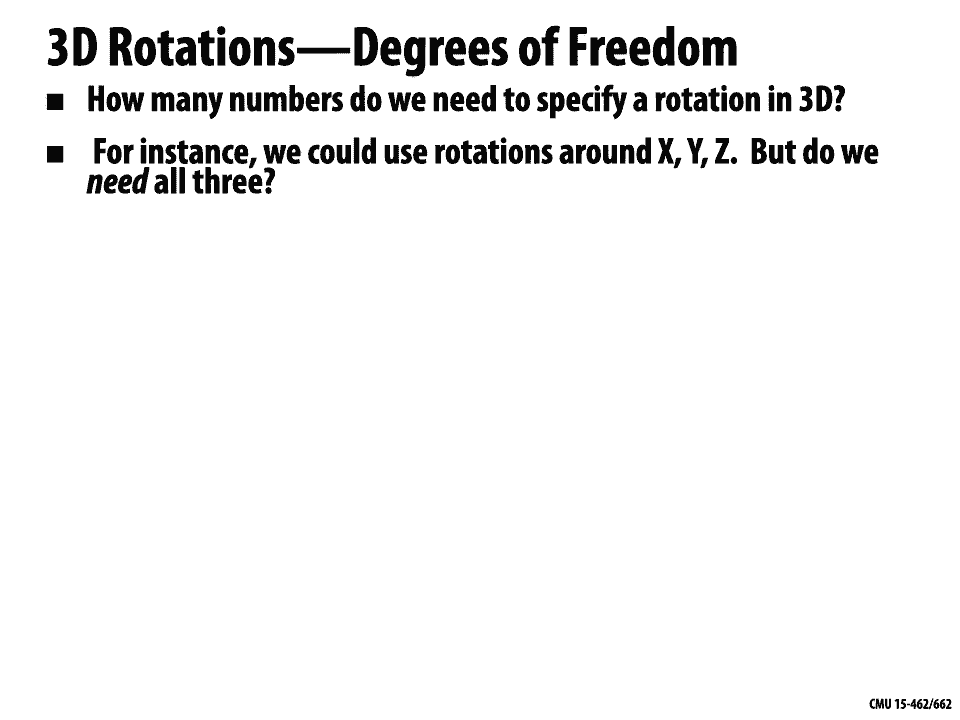 3D Rotations—Degrees of Freedom
■ How many numbers do we need to specify a rotation in 3D?
■ For instance, we could use rotations around X, Y, Z. But do we
need all three?
CMU 15-462/662